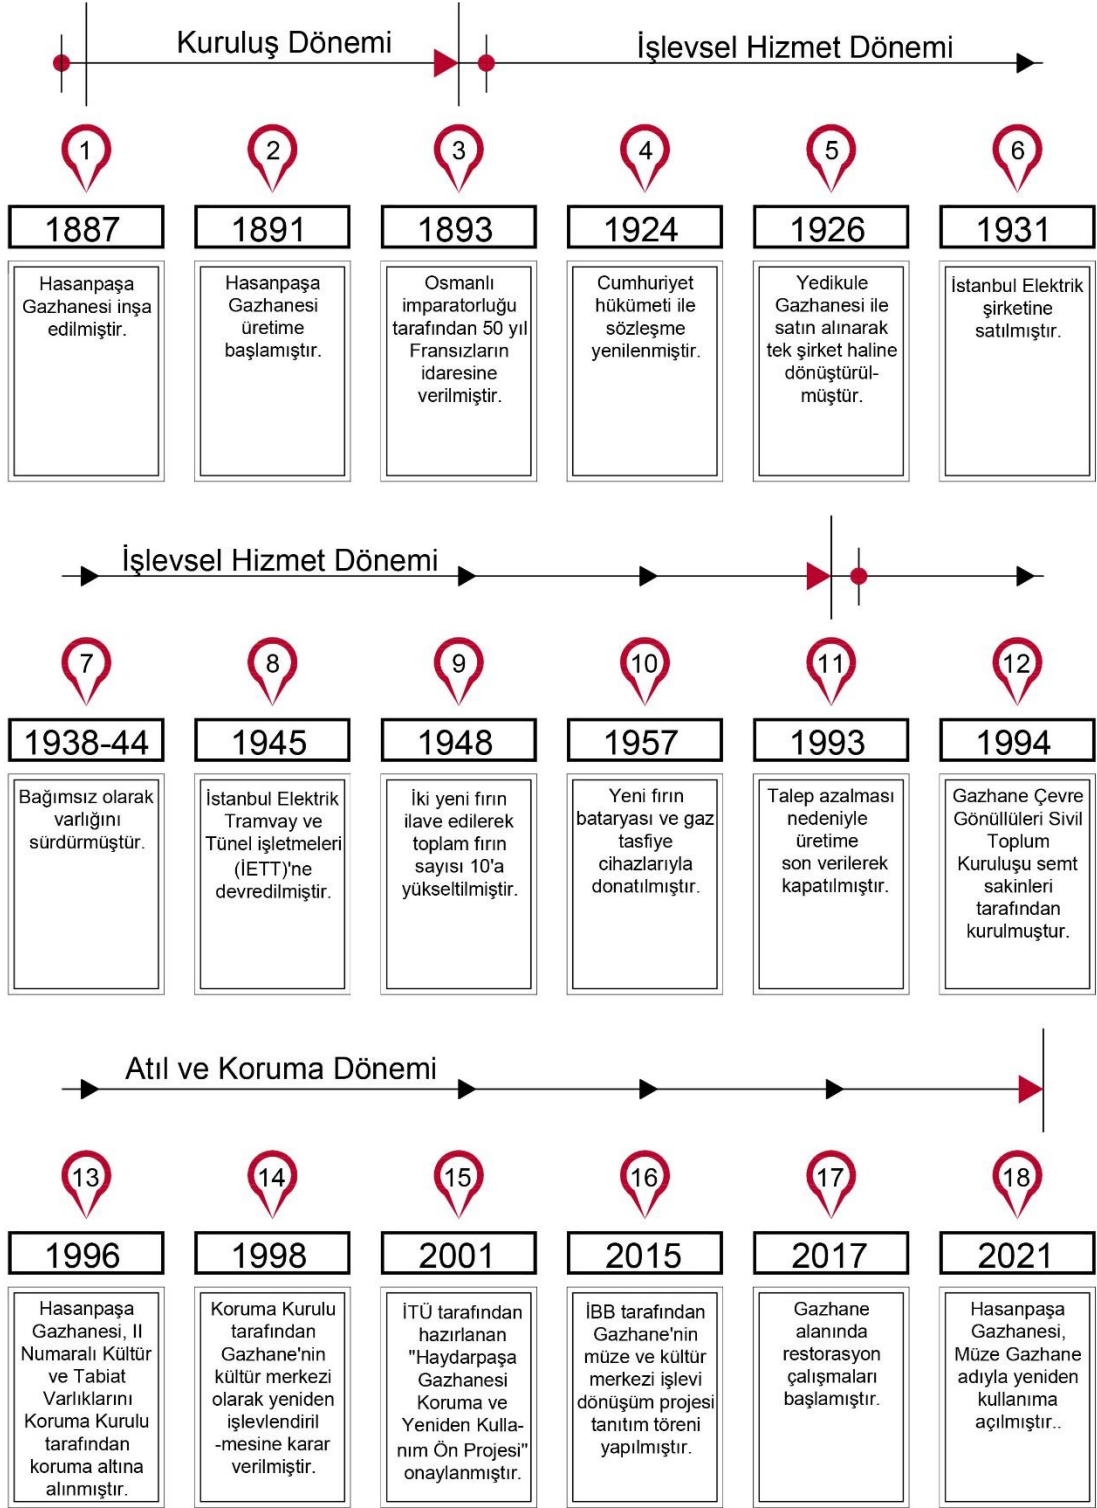 Kuruluş Dönemi
İşlevsel Hizmet Dönemi
1
2
3
4
5
6
1887
1891
1893
1924
1926
1931
Hasanpaşa
Gazhanesi inşa
edilmiştir.
Hasanpaşa
Gazhanesi
üretime
başlamıştır.
Osmanlı
imparatorluğu
tarafından 50 yıl
Fransızların
idaresine
verilmiştir.
Cumhuriyet
hükümeti ile
sözleşme
yenilenmiştir.
Yedikule
Gazhanesi ile
satın alınarak
tek şirket haline
dönüştürül-
müştür.
İstanbul Elektrik
şirketine
satılmıştır.
İşlevsel Hizmet Dönemi
7
8
9
10
11
12
1938-44
1945
1948
1957
1993
1994
Bağımsız olarak
varlığını
sürdürmüştür.
İstanbul Elektrik
Tramvay ve
Tünel işletmeleri
(İETT)'ne
devredilmiştir.
İki yeni fırın
ilave edilerek
toplam fırın
sayısı 10'a
yükseltilmiştir.
Yeni fırın
bataryası ve gaz
tasfiye
cihazlarıyla
donatılmıştır.
Talep azalması
nedeniyle
üretime
son verilerek
kapatılmıştır.
Gazhane Çevre
Gönüllüleri Sivil
Toplum
Kuruluşu semt
sakinleri
tarafından
kurulmuştur.
Atıl ve Koruma Dönemi
13
14
15
16
17
18
1996
1998
2001
2015
2017
2021
Hasanpaşa
Gazhanesi, II
Numaralı Kültür
ve Tabiat
Varlıklarını
Koruma Kurulu
tarafından
koruma altına
alınmıştır.
Koruma Kurulu
tarafından
Gazhane'nin
kültür merkezi
olarak yeniden
işlevlendiril
-mesine karar
verilmiştir.
İTÜ tarafından
hazırlanan
"Haydarpaşa
Gazhanesi
Koruma ve
Yeniden Kulla-
nım Ön Projesi"
onaylanmıştır.
İBB tarafından
Gazhane'nin
müze ve kültür
merkezi işlevi
dönüşüm projesi
tanıtım töreni
yapılmıştır.
Gazhane
alanında
restorasyon
çalışmaları
başlamıştır.
Hasanpaşa
Gazhanesi,
Müze Gazhane
adıyla yeniden
kullanıma
açılmıştır..